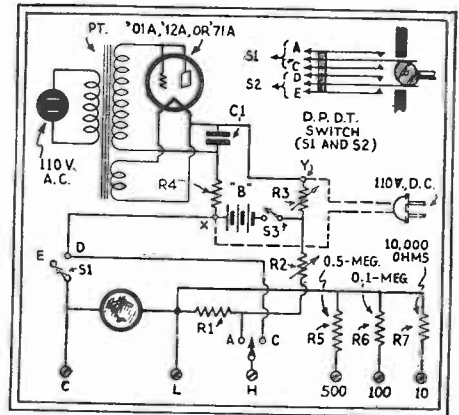 PT. '01A,'12A, OR '71A
S1 A
C
S2 D
E
D.P.D.T.
SWITCH
(S1 AND S2)
110 V.
A.C.
C1
R4
"B"
Y
R3
110V., D.C.
X
S3
R2
0.5-MEG.
10,000
OHMS
0.1-MEG.
D
E S1
R1
A C
R5 R6 R7
C L H 500 100 10